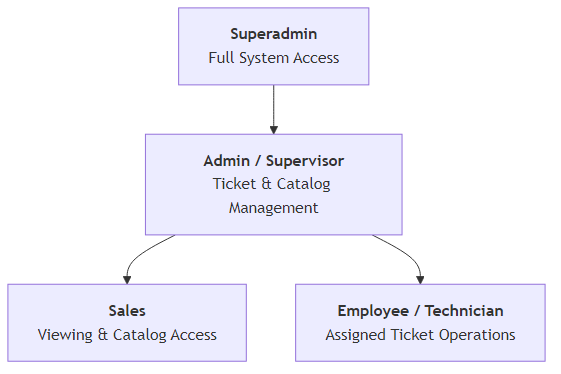 Superadmin
Full System Access
Admin / Supervisor
Ticket & Catalog
Management
Sales
Viewing & Catalog Access
Employee / Technician
Assigned Ticket Operations